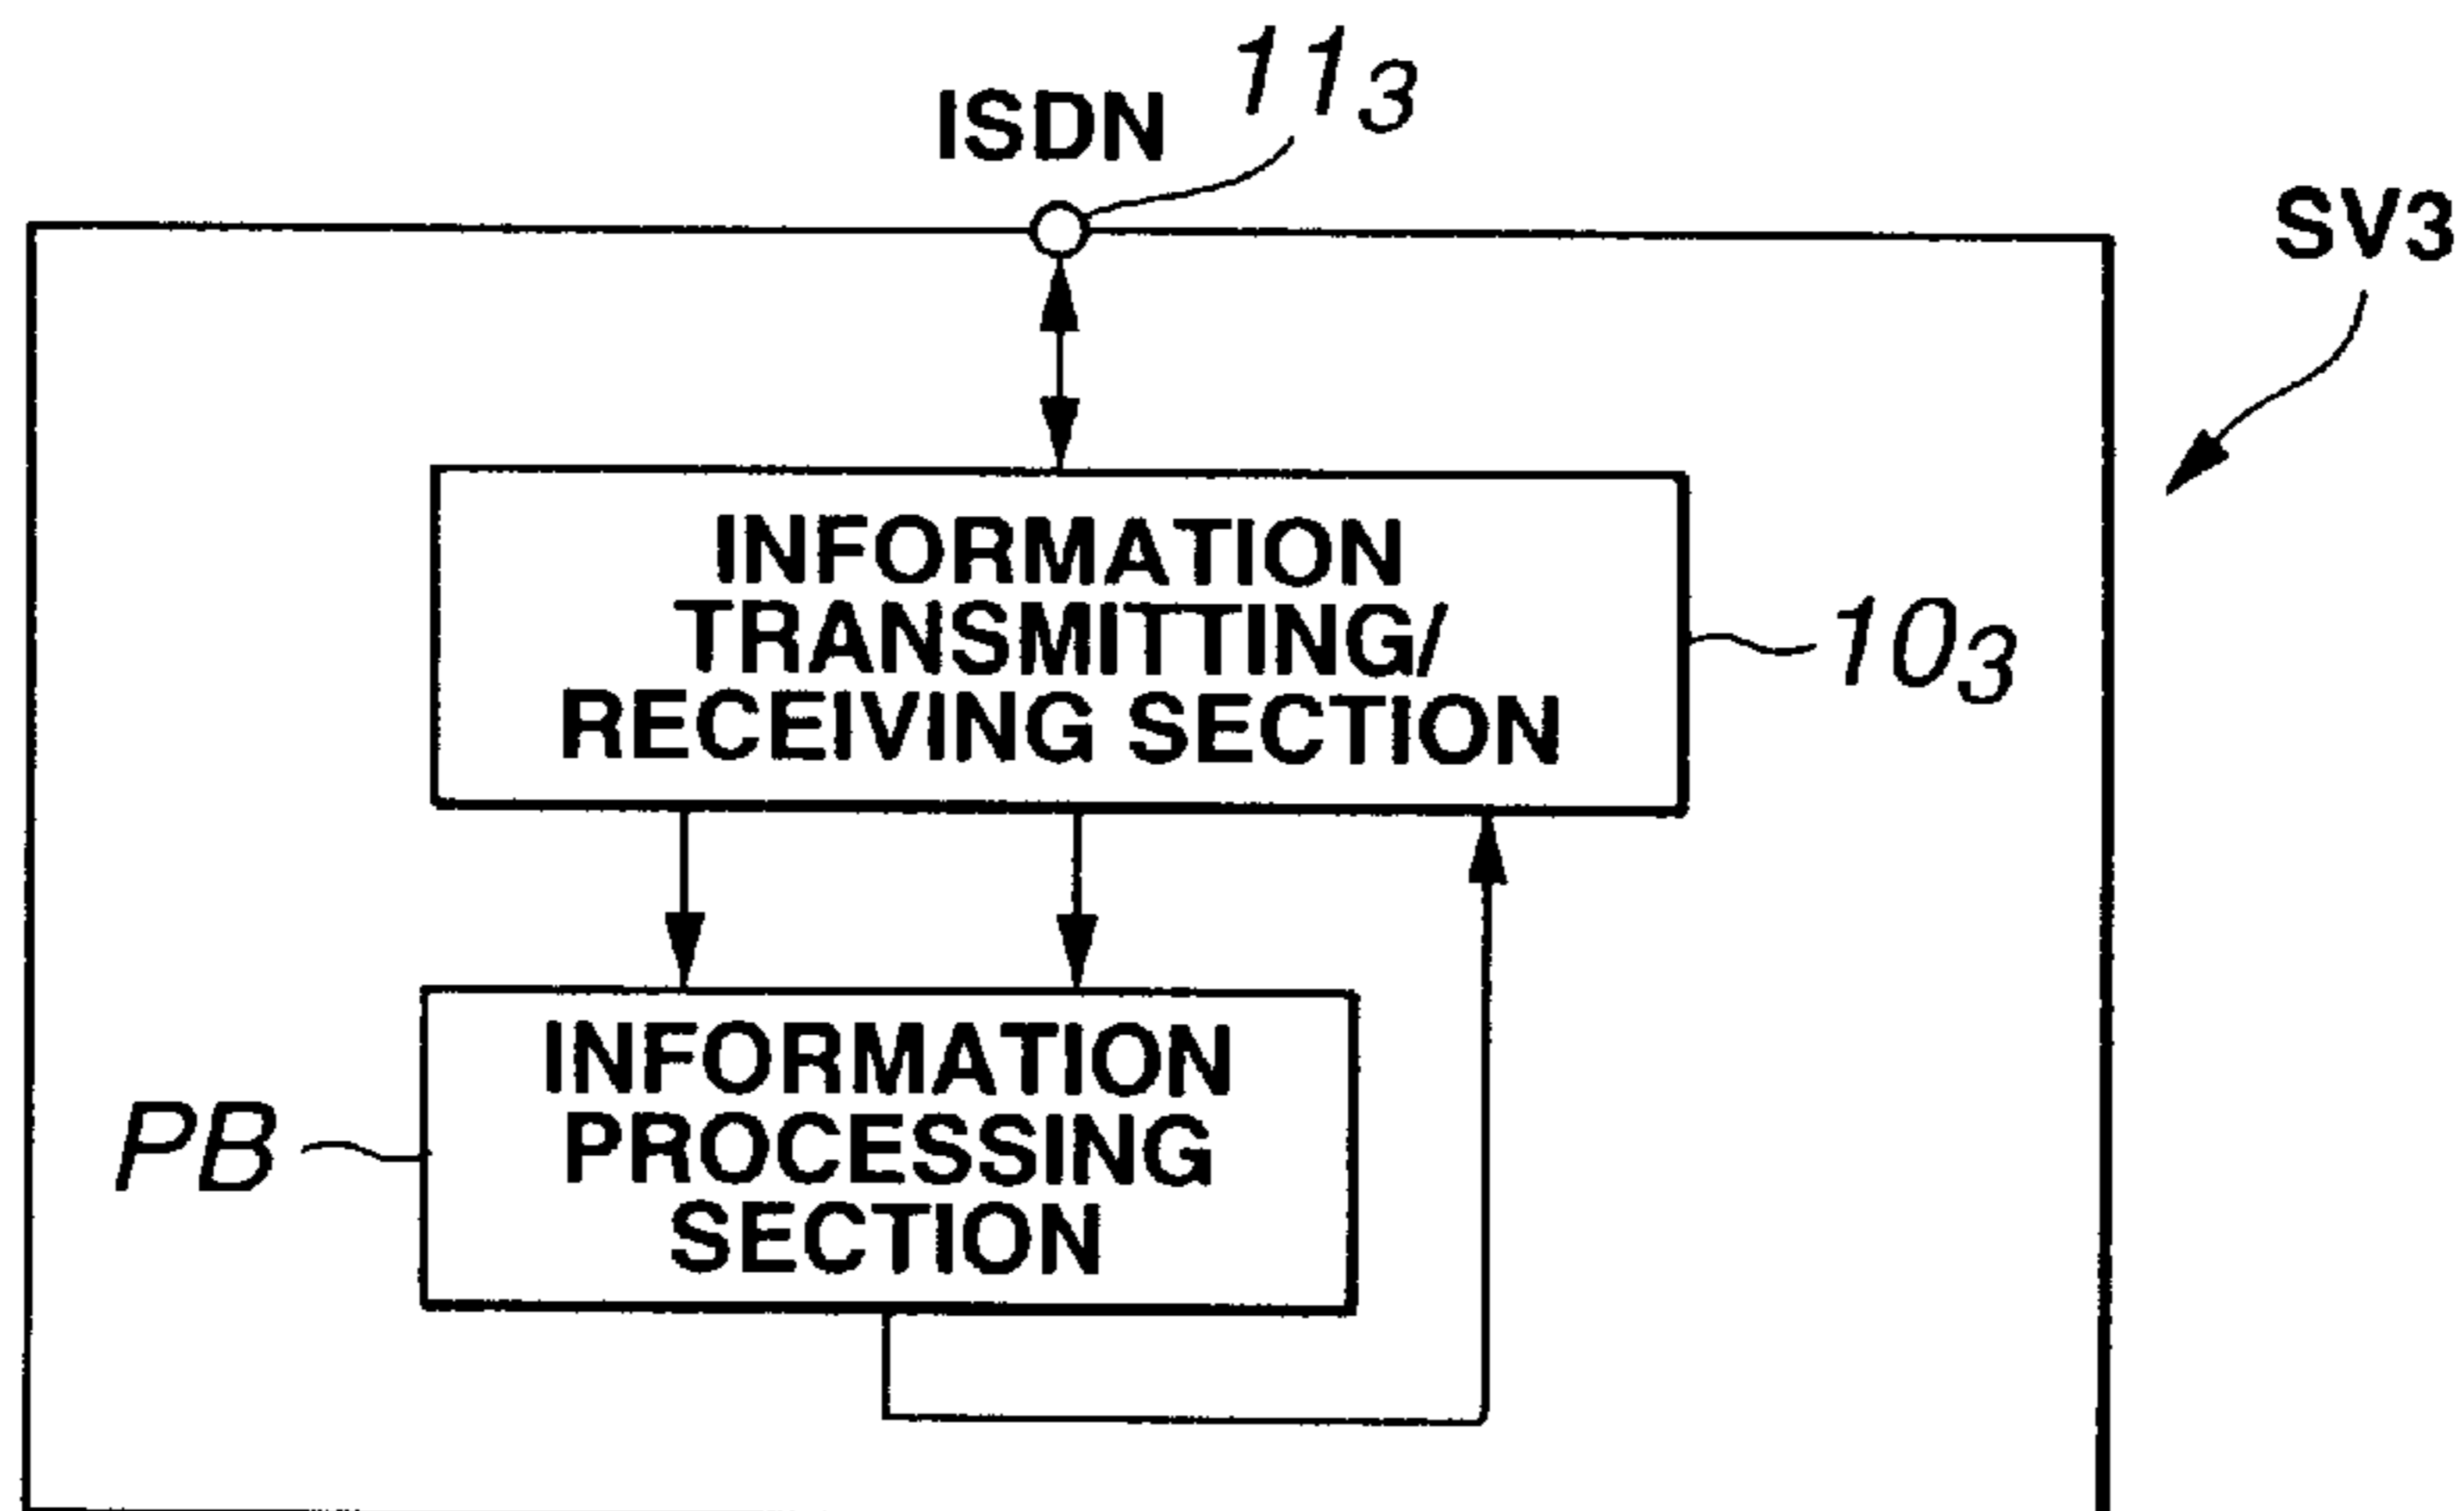 ISDN
11₃
SV3
INFORMATION
TRANSMITTING/
RECEIVING SECTION
10₃
INFORMATION
PROCESSING
SECTION
PB